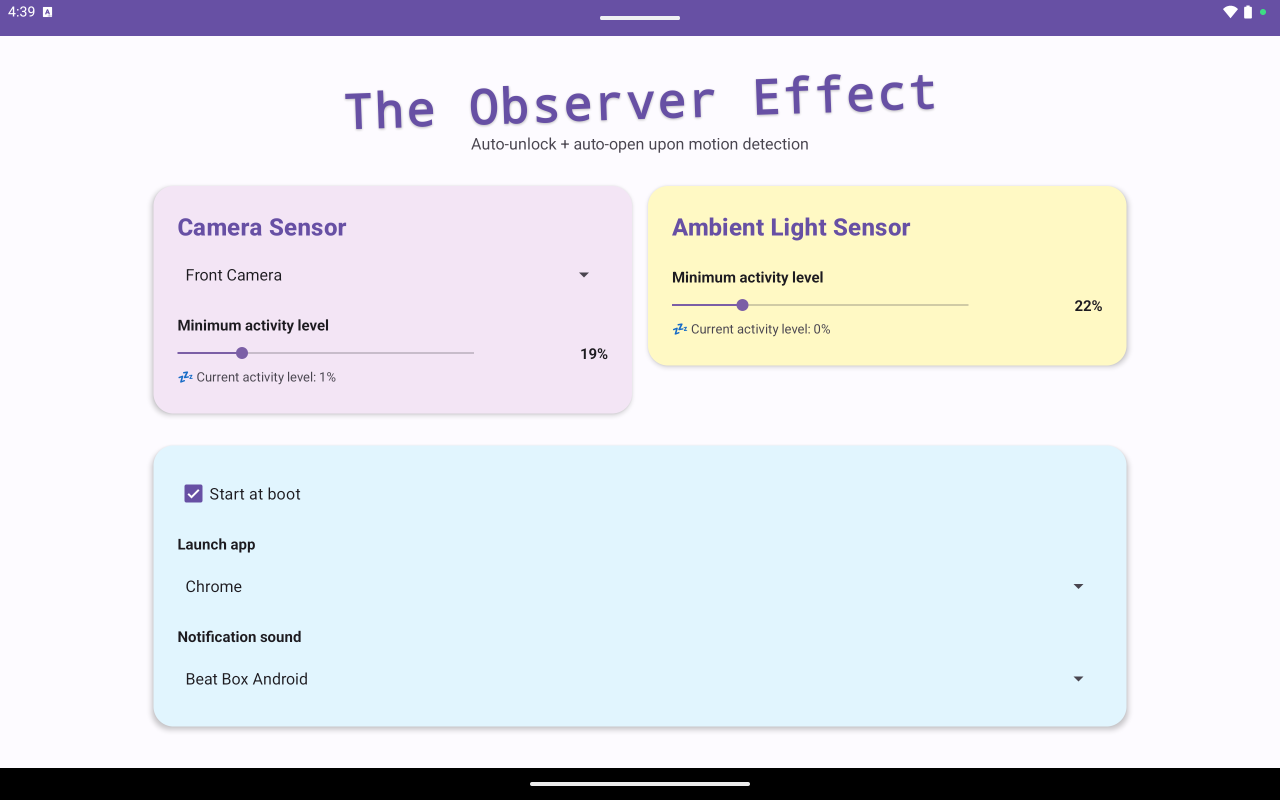 4:39
The Observer Effect
Auto-unlock + auto-open upon motion detection
Camera Sensor
Front Camera
Minimum activity level
19%
💤 Current activity level: 1%
Ambient Light Sensor
Minimum activity level
22%
💤 Current activity level: 0%
Start at boot
Launch app
Chrome
Notification sound
Beat Box Android